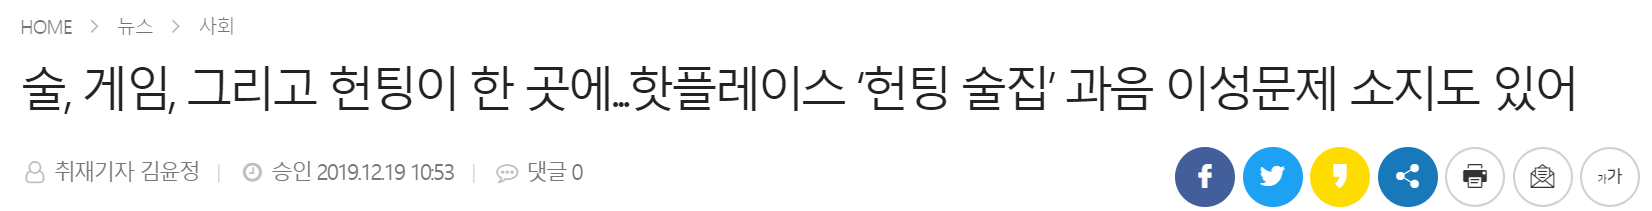 HOME > 뉴스 > 사회
술, 게임, 그리고 헌팅이 한 곳에...핫플레이스 '헌팅 술집' 과음 이성문제 소지도 있어
취재기자 김윤정 | 승인 2019.12.19 10:53 | 댓글 0
가가